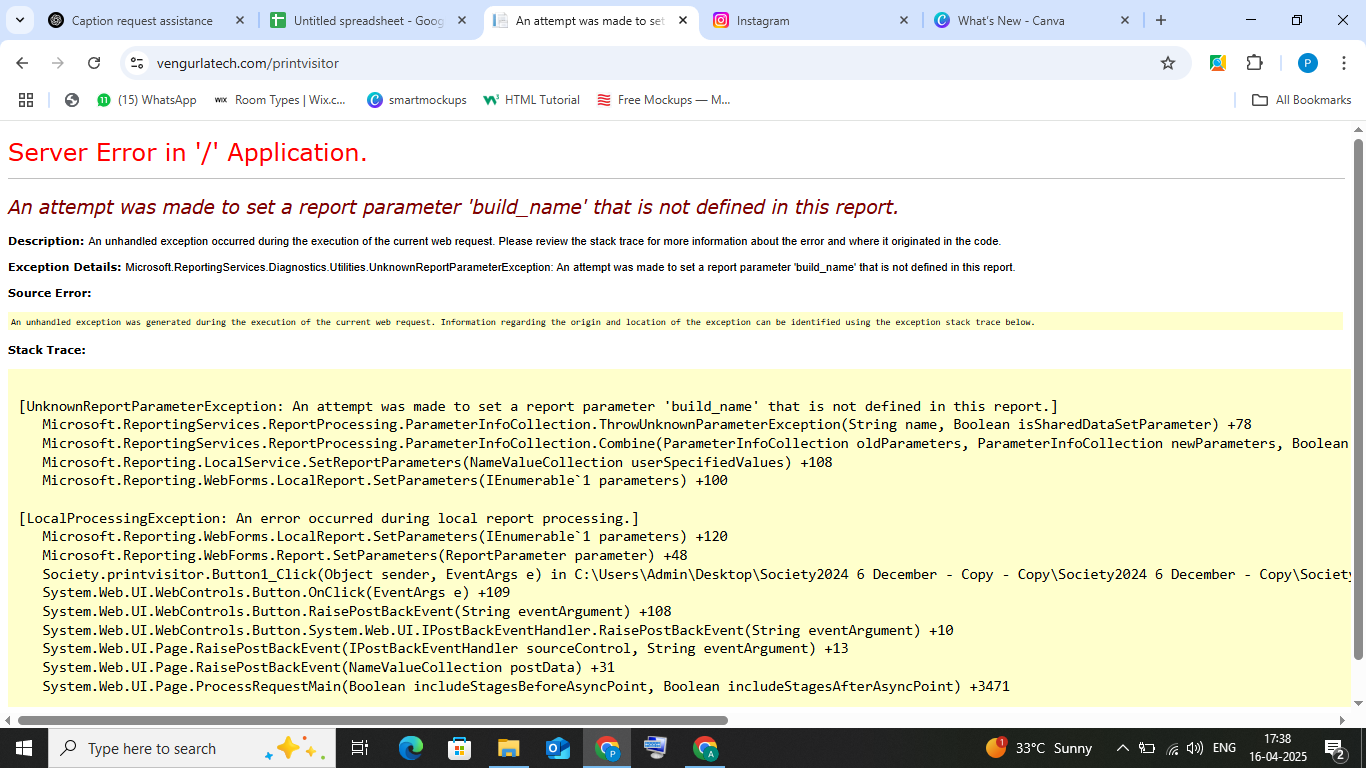 Caption request assistance
Untitled spreadsheet - Goog
An attempt was made to set
Instagram
What's New - Canva
vengurlatech.com/printvisitor
P
(15) WhatsApp
WIX Room Types | Wix.c...
smartmockups
HTML Tutorial
Free Mockups — M...
All Bookmarks
Server Error in '/' Application.
An attempt was made to set a report parameter 'build_name' that is not defined in this report.
Description: An unhandled exception occurred during the execution of the current web request. Please review the stack trace for more information about the error and where it originated in the code.
Exception Details: Microsoft.ReportingServices.Diagnostics.Utilities.UnknownReportParameterException: An attempt was made to set a report parameter 'build_name' that is not defined in this report.
Source Error:
An unhandled exception was generated during the execution of the current web request. Information regarding the origin and location of the exception can be identified using the exception stack trace below.
Stack Trace:
[UnknownReportParameterException: An attempt was made to set a report parameter 'build_name' that is not defined in this report.]
Microsoft.ReportingServices.ReportProcessing.ParameterInfoCollection.ThrowUnknownParameterException(String name, Boolean isSharedDataSetParameter) +78
Microsoft.ReportingServices.ReportProcessing.ParameterInfoCollection.Combine(ParameterInfoCollection oldParameters, ParameterInfoCollection newParameters, Boolean
Microsoft.Reporting.LocalService.SetReportParameters(NameValueCollection userSpecifiedValues) +108
Microsoft.Reporting.WebForms.LocalReport.SetParameters(IEnumerable`1 parameters) +100
[LocalProcessingException: An error occurred during local report processing.]
Microsoft.Reporting.WebForms.LocalReport.SetParameters(IEnumerable`1 parameters) +120
Microsoft.Reporting.WebForms.Report.SetParameters(ReportParameter parameter) +48
Society.printvisitor.Button1_Click(Object sender, EventArgs e) in C:\Users\Admin\Desktop\Society2024 6 December - Copy - Copy\Society2024 6 December - Copy\Society
System.Web.UI.WebControls.Button.OnClick(EventArgs e) +109
System.Web.UI.WebControls.Button.RaisePostBackEvent(String eventArgument) +108
System.Web.UI.WebControls.Button.System.Web.UI.IPostBackEventHandler.RaisePostBackEvent(String eventArgument) +10
System.Web.UI.Page.RaisePostBackEvent(IPostBackEventHandler sourceControl, String eventArgument) +13
System.Web.UI.Page.RaisePostBackEvent(NameValueCollection postData) +31
System.Web.UI.Page.ProcessRequestMain(Boolean includeStagesBeforeAsyncPoint, Boolean includeStagesAfterAsyncPoint) +3471
Type here to search
33°C Sunny
ENG
17:38
16-04-2025
2